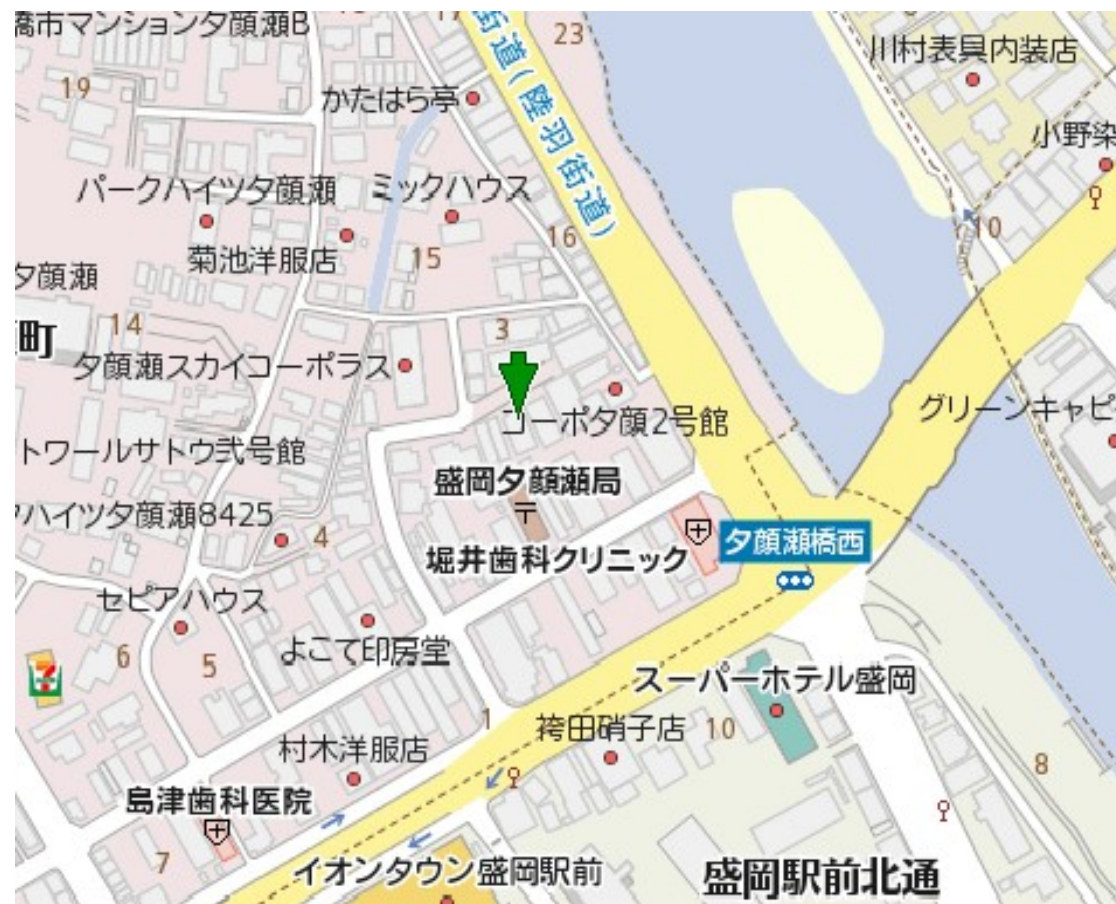 橋市マンション夕顔瀬B
17
23
川村表具内装店
19
かたはら亭
街道(陸羽街道)
小野染
パークハイツ夕顔瀬
ミックハウス
16
10
菊池洋服店
15
夕顔瀬
町
14
3
夕顔瀬スカイコーポラス
コーポ夕顔2号館
グリーンキャピ
トワールサトウ弐号館
盛岡夕顔瀬局
〒
ハイツ夕顔瀬8425
4
堀井歯科クリニック
夕顔瀬橋西
セピアハウス
6
5
よこて印房堂
7
スーパーホテル盛岡
1
袴田硝子店
10
村木洋服店
8
島津歯科医院
7
イオンタウン盛岡駅前
盛岡駅前北通